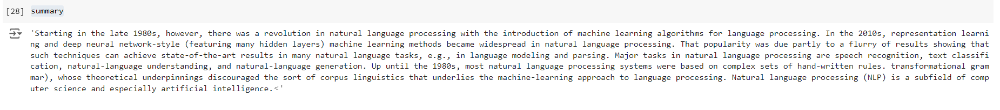 [28] summary
'Starting in the late 1980s, however, there was a revolution in natural language processing with the introduction of machine learning algorithms for language processing. In the 2010s, representation learni
ng and deep neural network-style (featuring many hidden layers) machine learning methods became widespread in natural language processing. That popularity was due partly to a flurry of results showing that
such techniques can achieve state-of-the-art results in many natural language tasks, e.g., in language modeling and parsing. Major tasks in natural language processing are speech recognition, text classifi
cation, natural-language understanding, and natural-language generation. Up until the 1980s, most natural language processing systems were based on complex sets of hand-written rules. transformational gram
mar), whose theoretical underpinnings discouraged the sort of corpus linguistics that underlies the machine-learning approach to language processing. Natural language processing (NLP) is a subfield of comp
uter science and especially artificial intelligence.<'